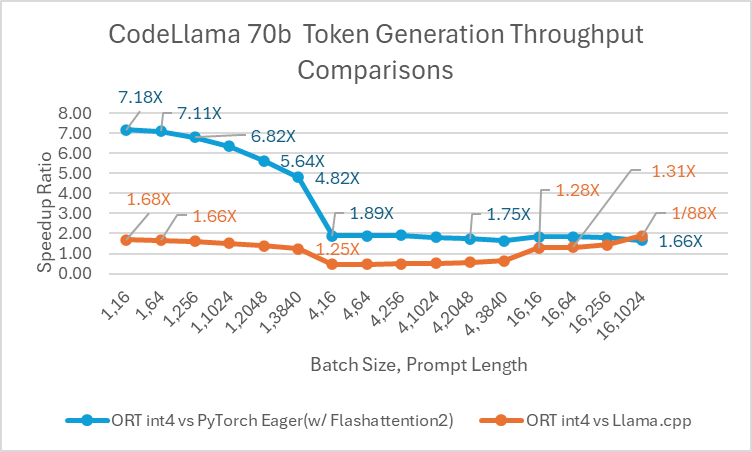 CodeLlama 70b Token Generation Throughput
Comparisons
Speedup Ratio
8.00
7.00
6.00
5.00
4.00
3.00
2.00
1.00
0.00
7.18X
7.11X
6.82X
5.64X
4.82X
1.89X
1.75X
1.66X
1.68X
1.66X
1.25X
1.28X
1.31X
1/88X
1,16
1,64
1,256
1,1024
1,2048
1,3840
4,16
4,64
4,256
4,1024
4,2048
4,3840
16,16
16,64
16,256
16,1024
Batch Size, Prompt Length
ORT int4 vs PyTorch Eager(w/ Flashattention2)
ORT int4 vs Llama.cpp